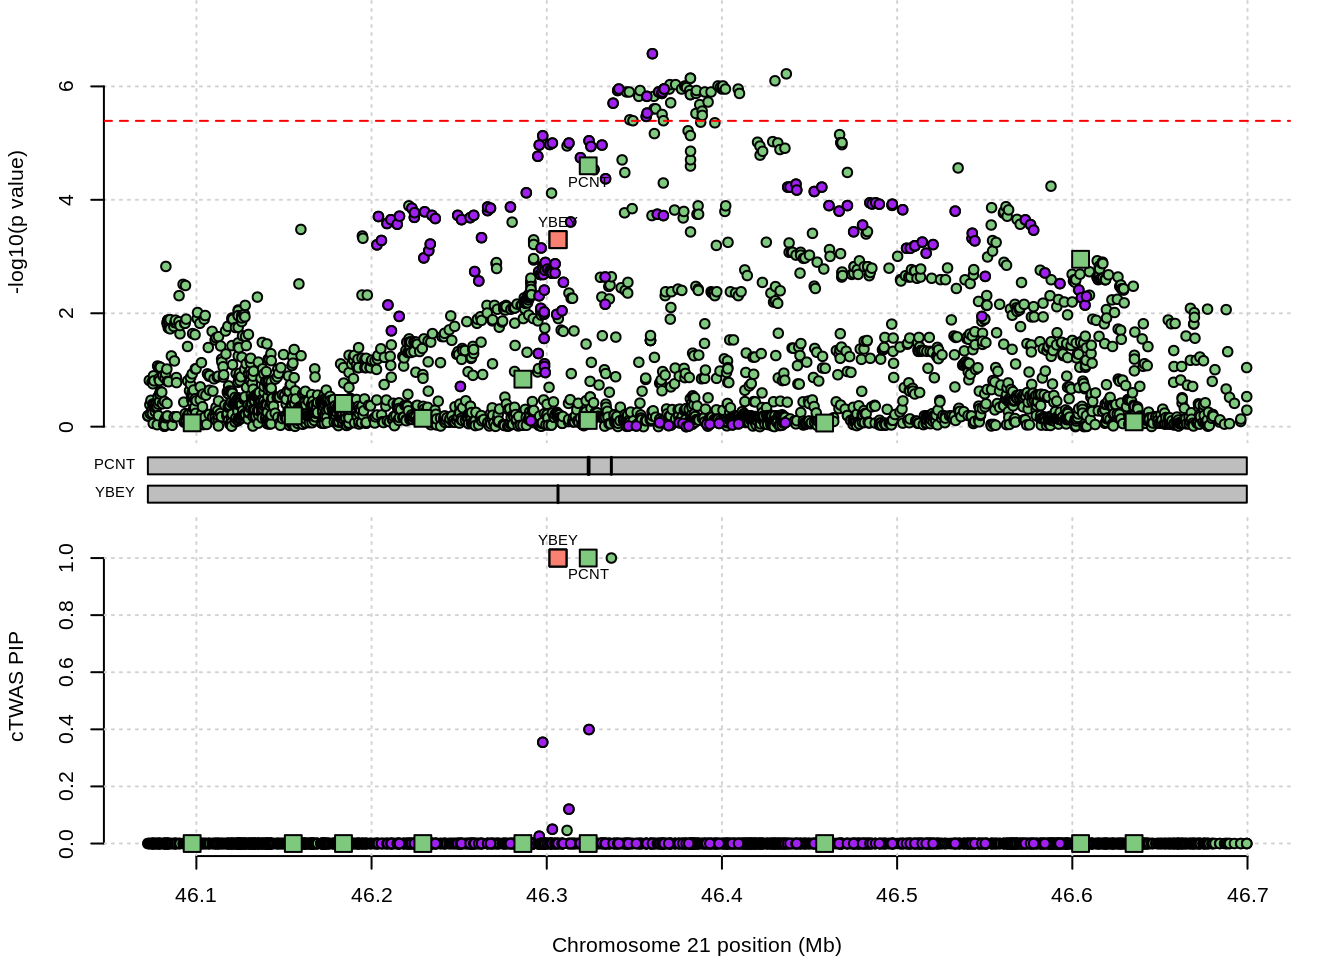 6
4
2
0
-log10(p value)
PCNT
YBEY
PCNT
YBEY
1.0
0.8
0.6
0.4
0.2
0.0
cTWAS PIP
YBEY
PCNT
46.1 46.2 46.3 46.4 46.5 46.6 46.7
Chromosome 21 position (Mb)